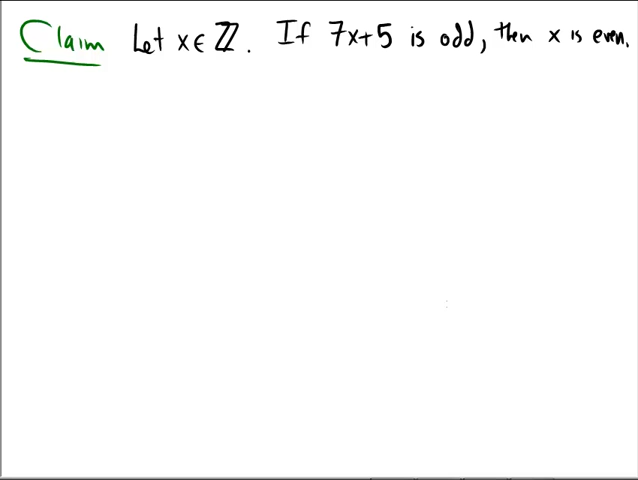 Claim Let x ∈ ℤ. If 7x+5 is odd, then x is even.